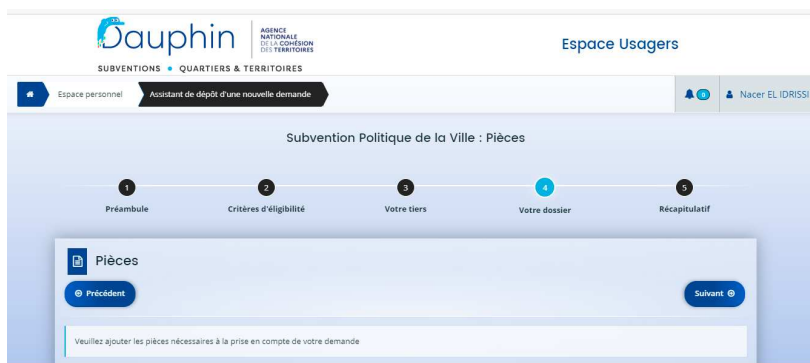 Dauphin
AGENCE
NATIONALE
DE LA COHÉSION
DES TERRITOIRES
SUBVENTIONS • QUARTIERS & TERRITOIRES
Espace Usagers
Espace personnel
Assistant de dépôt d'une nouvelle demande
0
Nacer EL IDRISSI
Subvention Politique de la Ville : Pièces
1
2
3
4
5
Préambule
Critères d'éligibilité
Votre tiers
Votre dossier
Récapitulatif
Pièces
Précédent
Suivant
Veuillez ajouter les pièces nécessaires à la prise en compte de votre demande